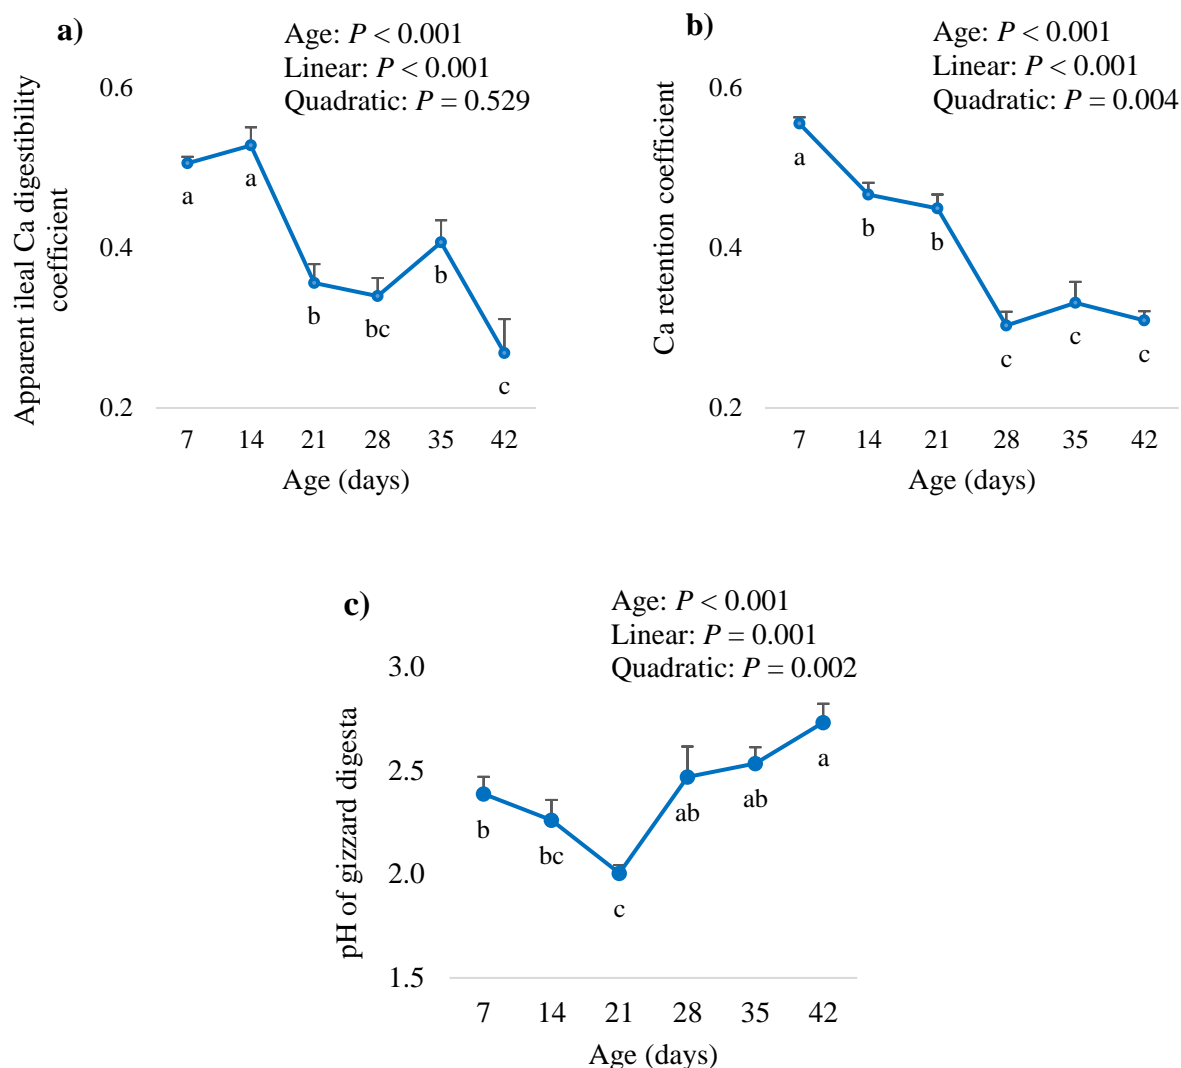 a)
Age: P < 0.001
Linear: P < 0.001
Quadratic: P = 0.529
Apparent ileal Ca digestibility
coefficient
0.6
0.4
0.2
a
a
b
bc
b
c
7 14 21 28 35 42
Age (days)
b)
Age: P < 0.001
Linear: P < 0.001
Quadratic: P = 0.004
Ca retention coefficient
0.6
0.4
0.2
a
b
b
c
c
c
7 14 21 28 35 42
Age (days)
c)
Age: P < 0.001
Linear: P = 0.001
Quadratic: P = 0.002
pH of gizzard digesta
3.0
2.5
2.0
1.5
b
bc
c
ab
ab
a
7 14 21 28 35 42
Age (days)